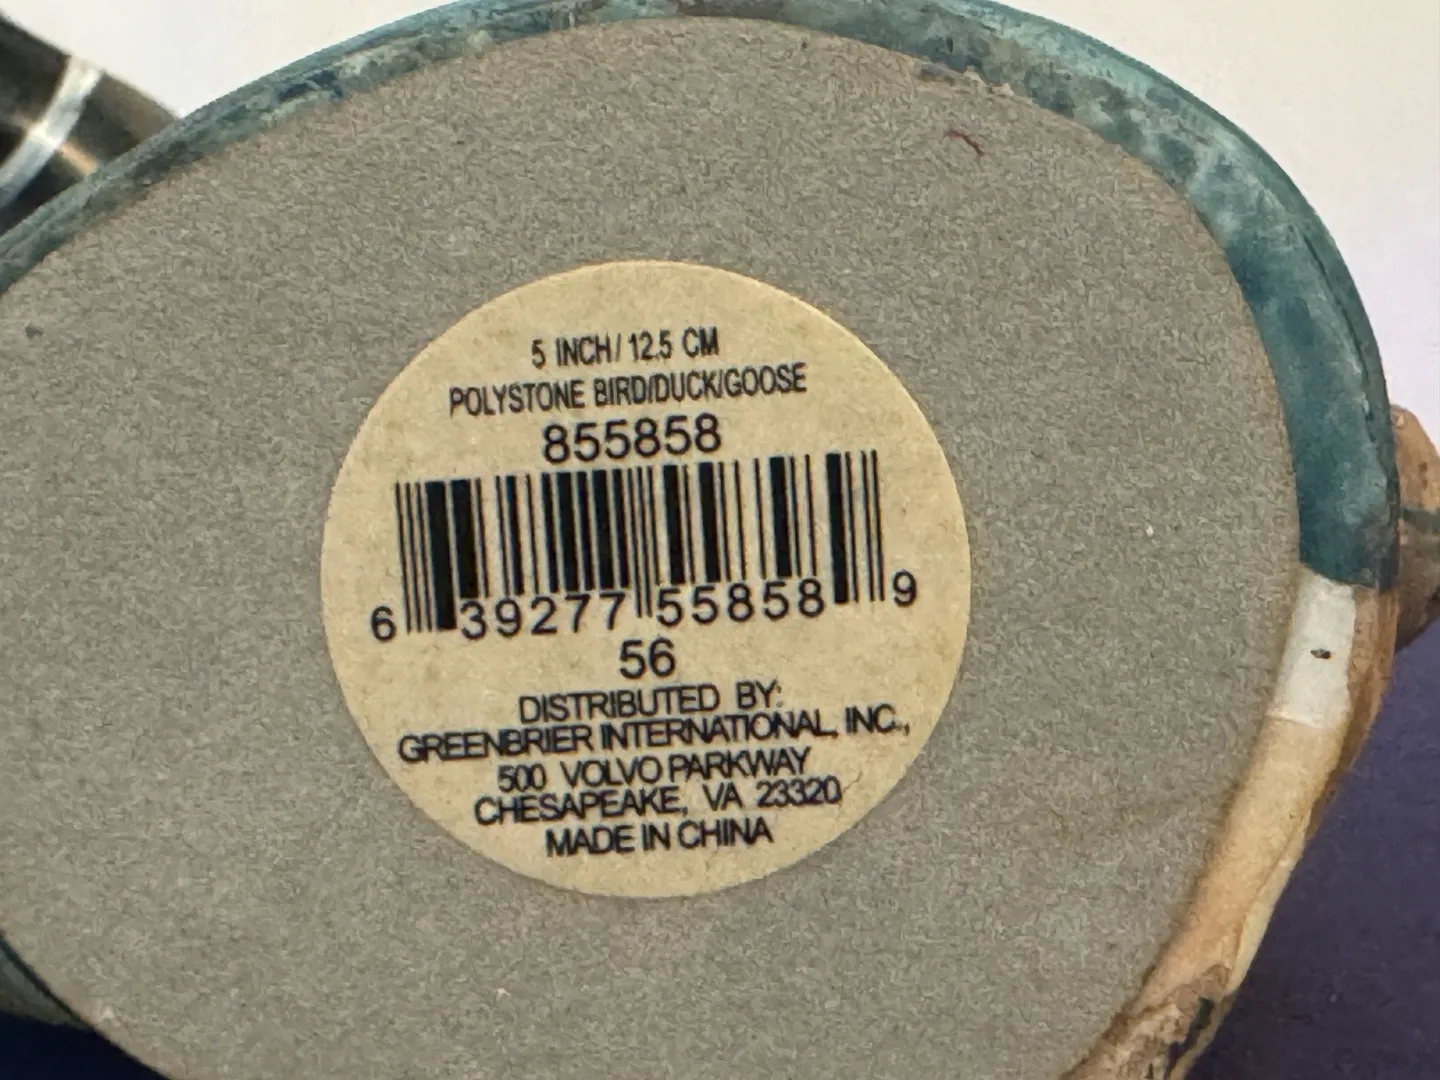 5 INCH/ 12.5 CM
POLYSTONE BIRD/DUCK/GOOSE
855858
6 39277 55858 9
56
DISTRIBUTED BY:
GREENBRIER INTERNATIONAL, INC.,
500 VOLVO PARKWAY
CHESAPEAKE, VA 23320
MADE IN CHINA